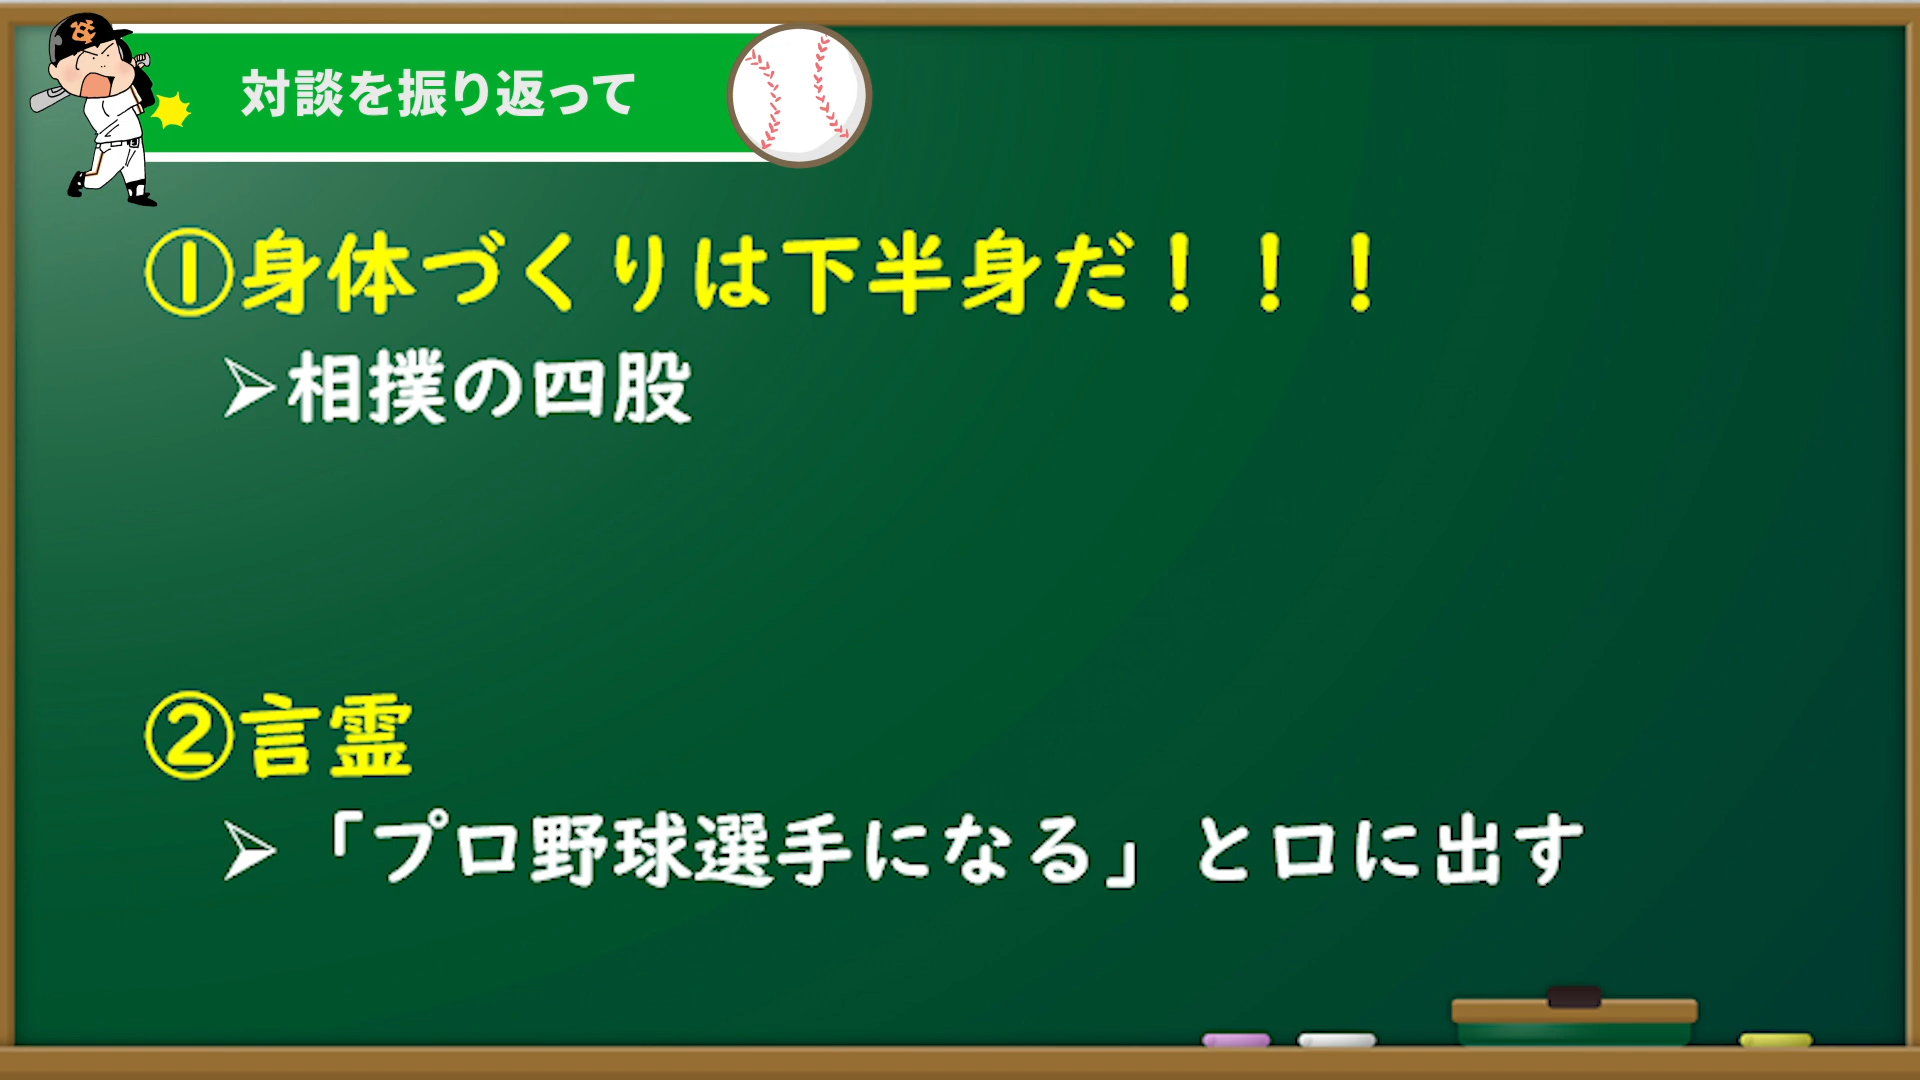 対談を振り返って
①身体づくりは下半身だ！！！
➢相撲の四股
②言霊
➢「プロ野球選手になる」と口に出す